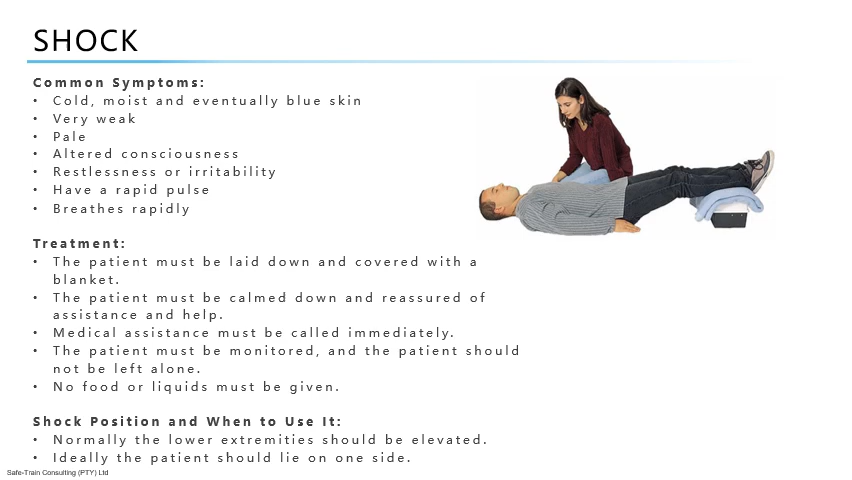 SHOCK
Common Symptoms:
• Cold, moist and eventually blue skin
• Very weak
• Pale
• Altered consciousness
• Restlessness or irritability
• Have a rapid pulse
• Breathes rapidly
Treatment:
• The patient must be laid down and covered with a
blanket.
• The patient must be calmed down and reassured of
assistance and help.
• Medical assistance must be called immediately.
• The patient must be monitored, and the patient should
not be left alone.
• No food or liquids must be given.
Shock Position and When to Use It:
• Normally the lower extremities should be elevated.
• Ideally the patient should lie on one side.
Safe-Train Consulting (PTY) Ltd